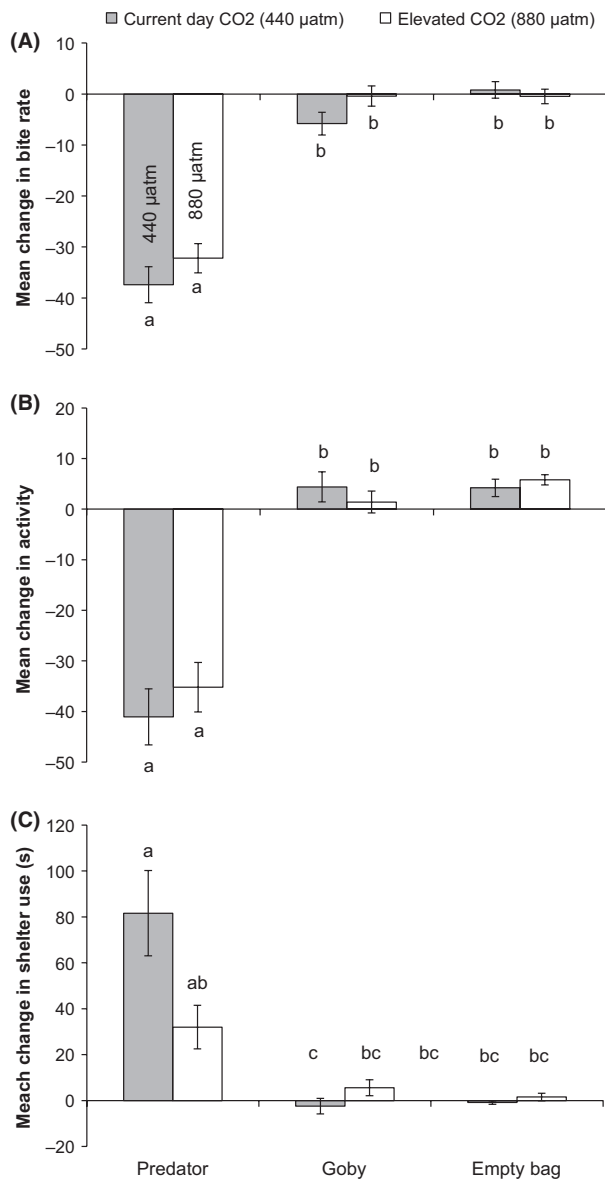 Current day CO2 (440 µatm) Elevated CO2 (880 µatm)
(A)
Mean change in bite rate
10
0
–10
–20
–30
–40
–50
440 µatm
880 µatm
a
a
b
b
b
b
(B)
Mean change in activity
20
10
0
–10
–20
–30
–40
–50
a
a
b
b
b
b
(C)
Meach change in shelter use (s)
120
100
80
60
40
20
0
–20
a
ab
c
bc
bc
bc
bc
Predator Goby Empty bag